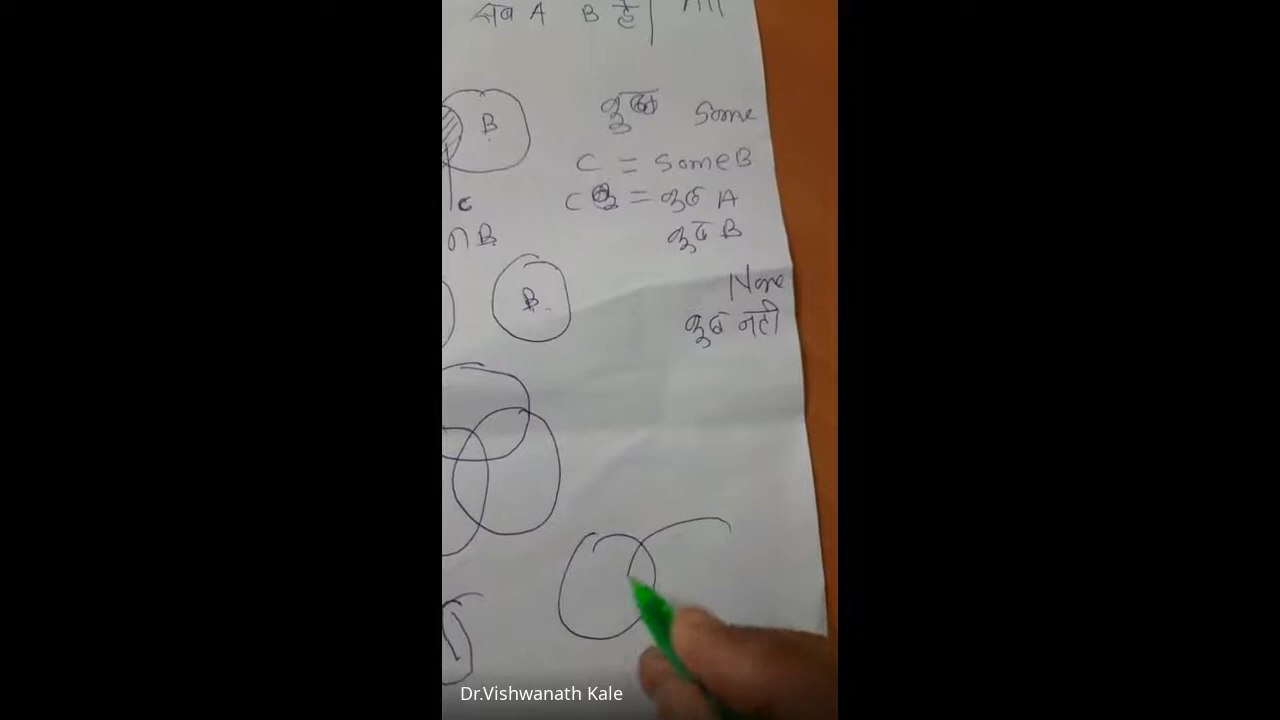 सब A B है|
B
कुछ Some
C = Some B
C = कुछ A
c
∩ B
कुछ B
B
None
कुछ नही
Dr.Vishwanath Kale